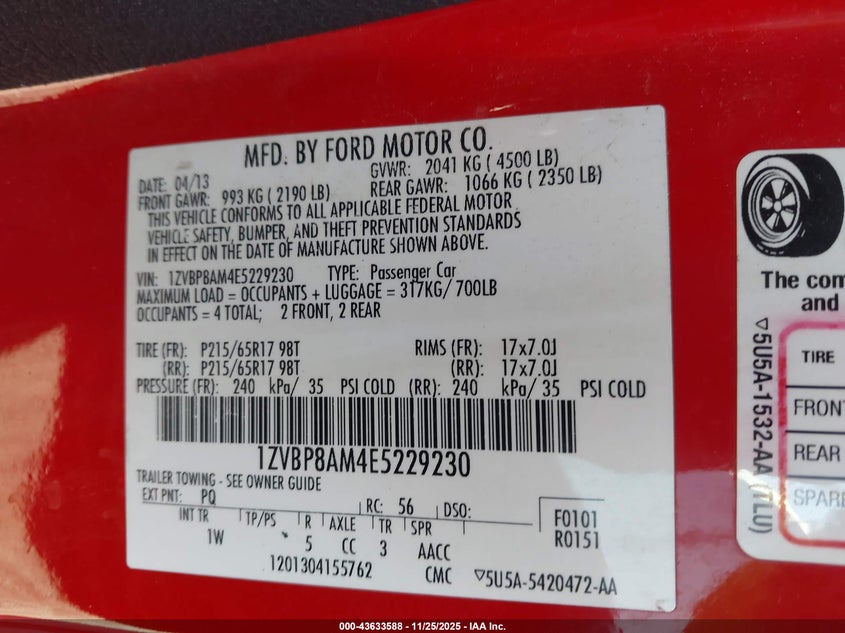 MFD. BY FORD MOTOR CO.
DATE: 04/13 GVWR: 2041 KG ( 4500 LB)
FRONT GAWR: 993 KG ( 2190 LB) REAR GAWR: 1066 KG ( 2350 LB)
THIS VEHICLE CONFORMS TO ALL APPLICABLE FEDERAL MOTOR
VEHICLE SAFETY, BUMPER, AND THEFT PREVENTION STANDARDS
IN EFFECT ON THE DATE OF MANUFACTURE SHOWN ABOVE.
VIN: 1ZVBP8AM4E5229230 TYPE: Passenger Car
MAXIMUM LOAD = OCCUPANTS + LUGGAGE = 317KG/ 700LB
OCCUPANTS = 4 TOTAL; 2 FRONT, 2 REAR
TIRE (FR): P215/65R17 98T RIMS (FR): 17x7.0J
(RR): P215/65R17 98T (RR): 17x7.0J
PRESSURE (FR): 240 kPa/ 35 PSI COLD (RR): 240 kPa/ 35 PSI COLD
1ZVBP8AM4E5229230
TRAILER TOWING - SEE OWNER GUIDE
EXT PNT: PQ RC: 56 DSO: F0101
INT TR TP/PS R AXLE TR SPR R0151
1W 5 CC 3 AACC
1201304155762 CMC ▽5U5A-5420472-AA
The com
and
TIRE
FRONT
REAR
SPARE
▽5U5A-1532-AA (TLU)
000-43633588 - 11/25/2025 - IAA Inc.